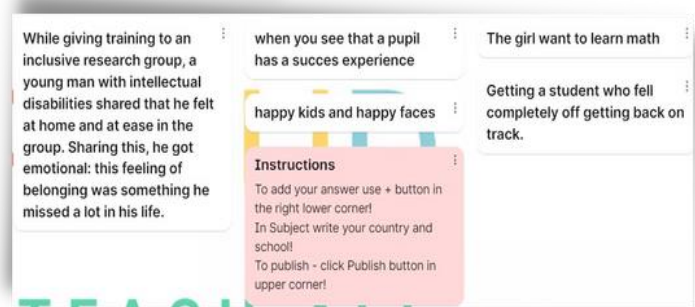 While giving training to an
inclusive research group, a
young man with intellectual
disabilities shared that he felt
at home and at ease in the
group. Sharing this, he got
emotional: this feeling of
belonging was something he
missed a lot in his life.
when you see that a pupil
has a succes experience
happy kids and happy faces
Instructions
To add your answer use + button in
the right lower corner!
In Subject write your country and
school!
To publish - click Publish button in
upper corner!
The girl want to learn math
Getting a student who fell
completely off getting back on
track.